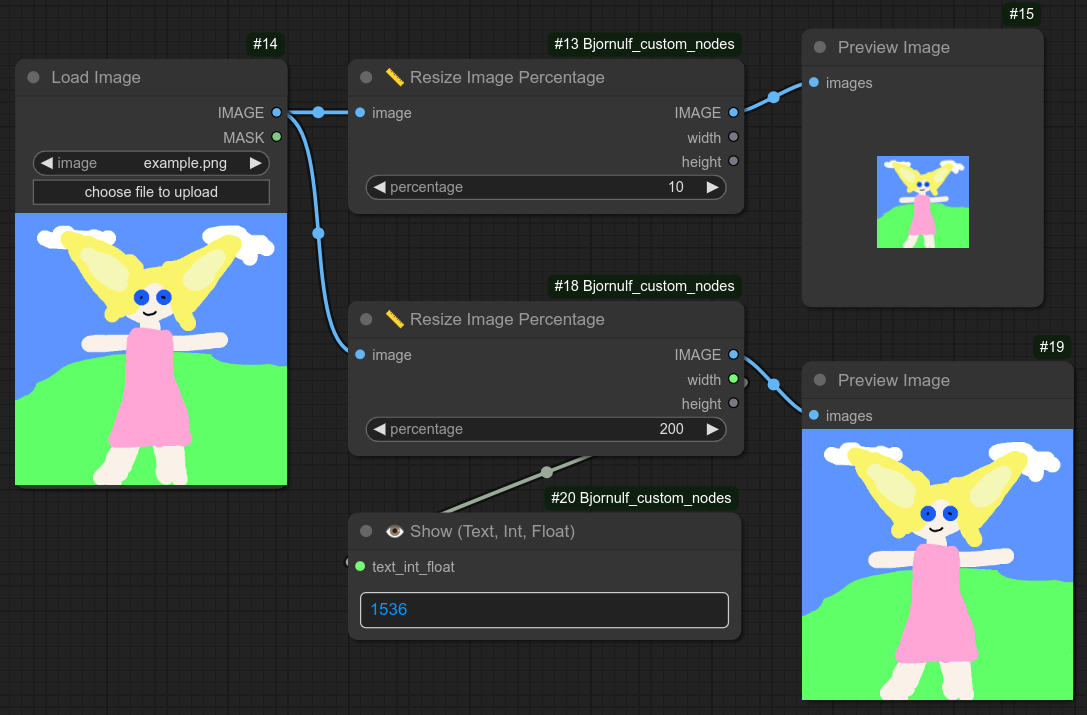 #14
Load Image
IMAGE
MASK
image example.png
choose file to upload
#13 Bjornulf_custom_nodes
📏 Resize Image Percentage
image IMAGE
width
height
percentage 10
#15
Preview Image
images
#18 Bjornulf_custom_nodes
📏 Resize Image Percentage
image IMAGE
width
height
percentage 200
#19
Preview Image
images
#20 Bjornulf_custom_nodes
👁️ Show (Text, Int, Float)
text_int_float
1536